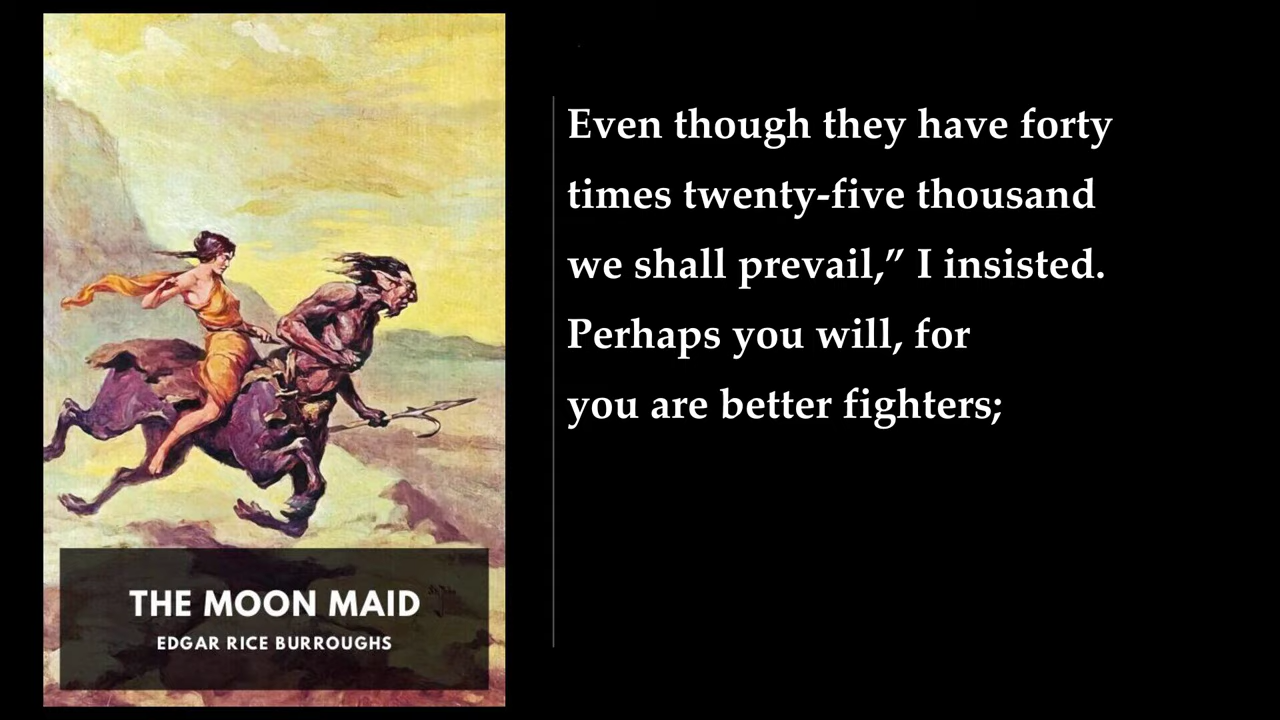 THE MOON MAID
EDGAR RICE BURROUGHS
Even though they have forty
times twenty-five thousand
we shall prevail,” I insisted.
Perhaps you will, for
you are better fighters;